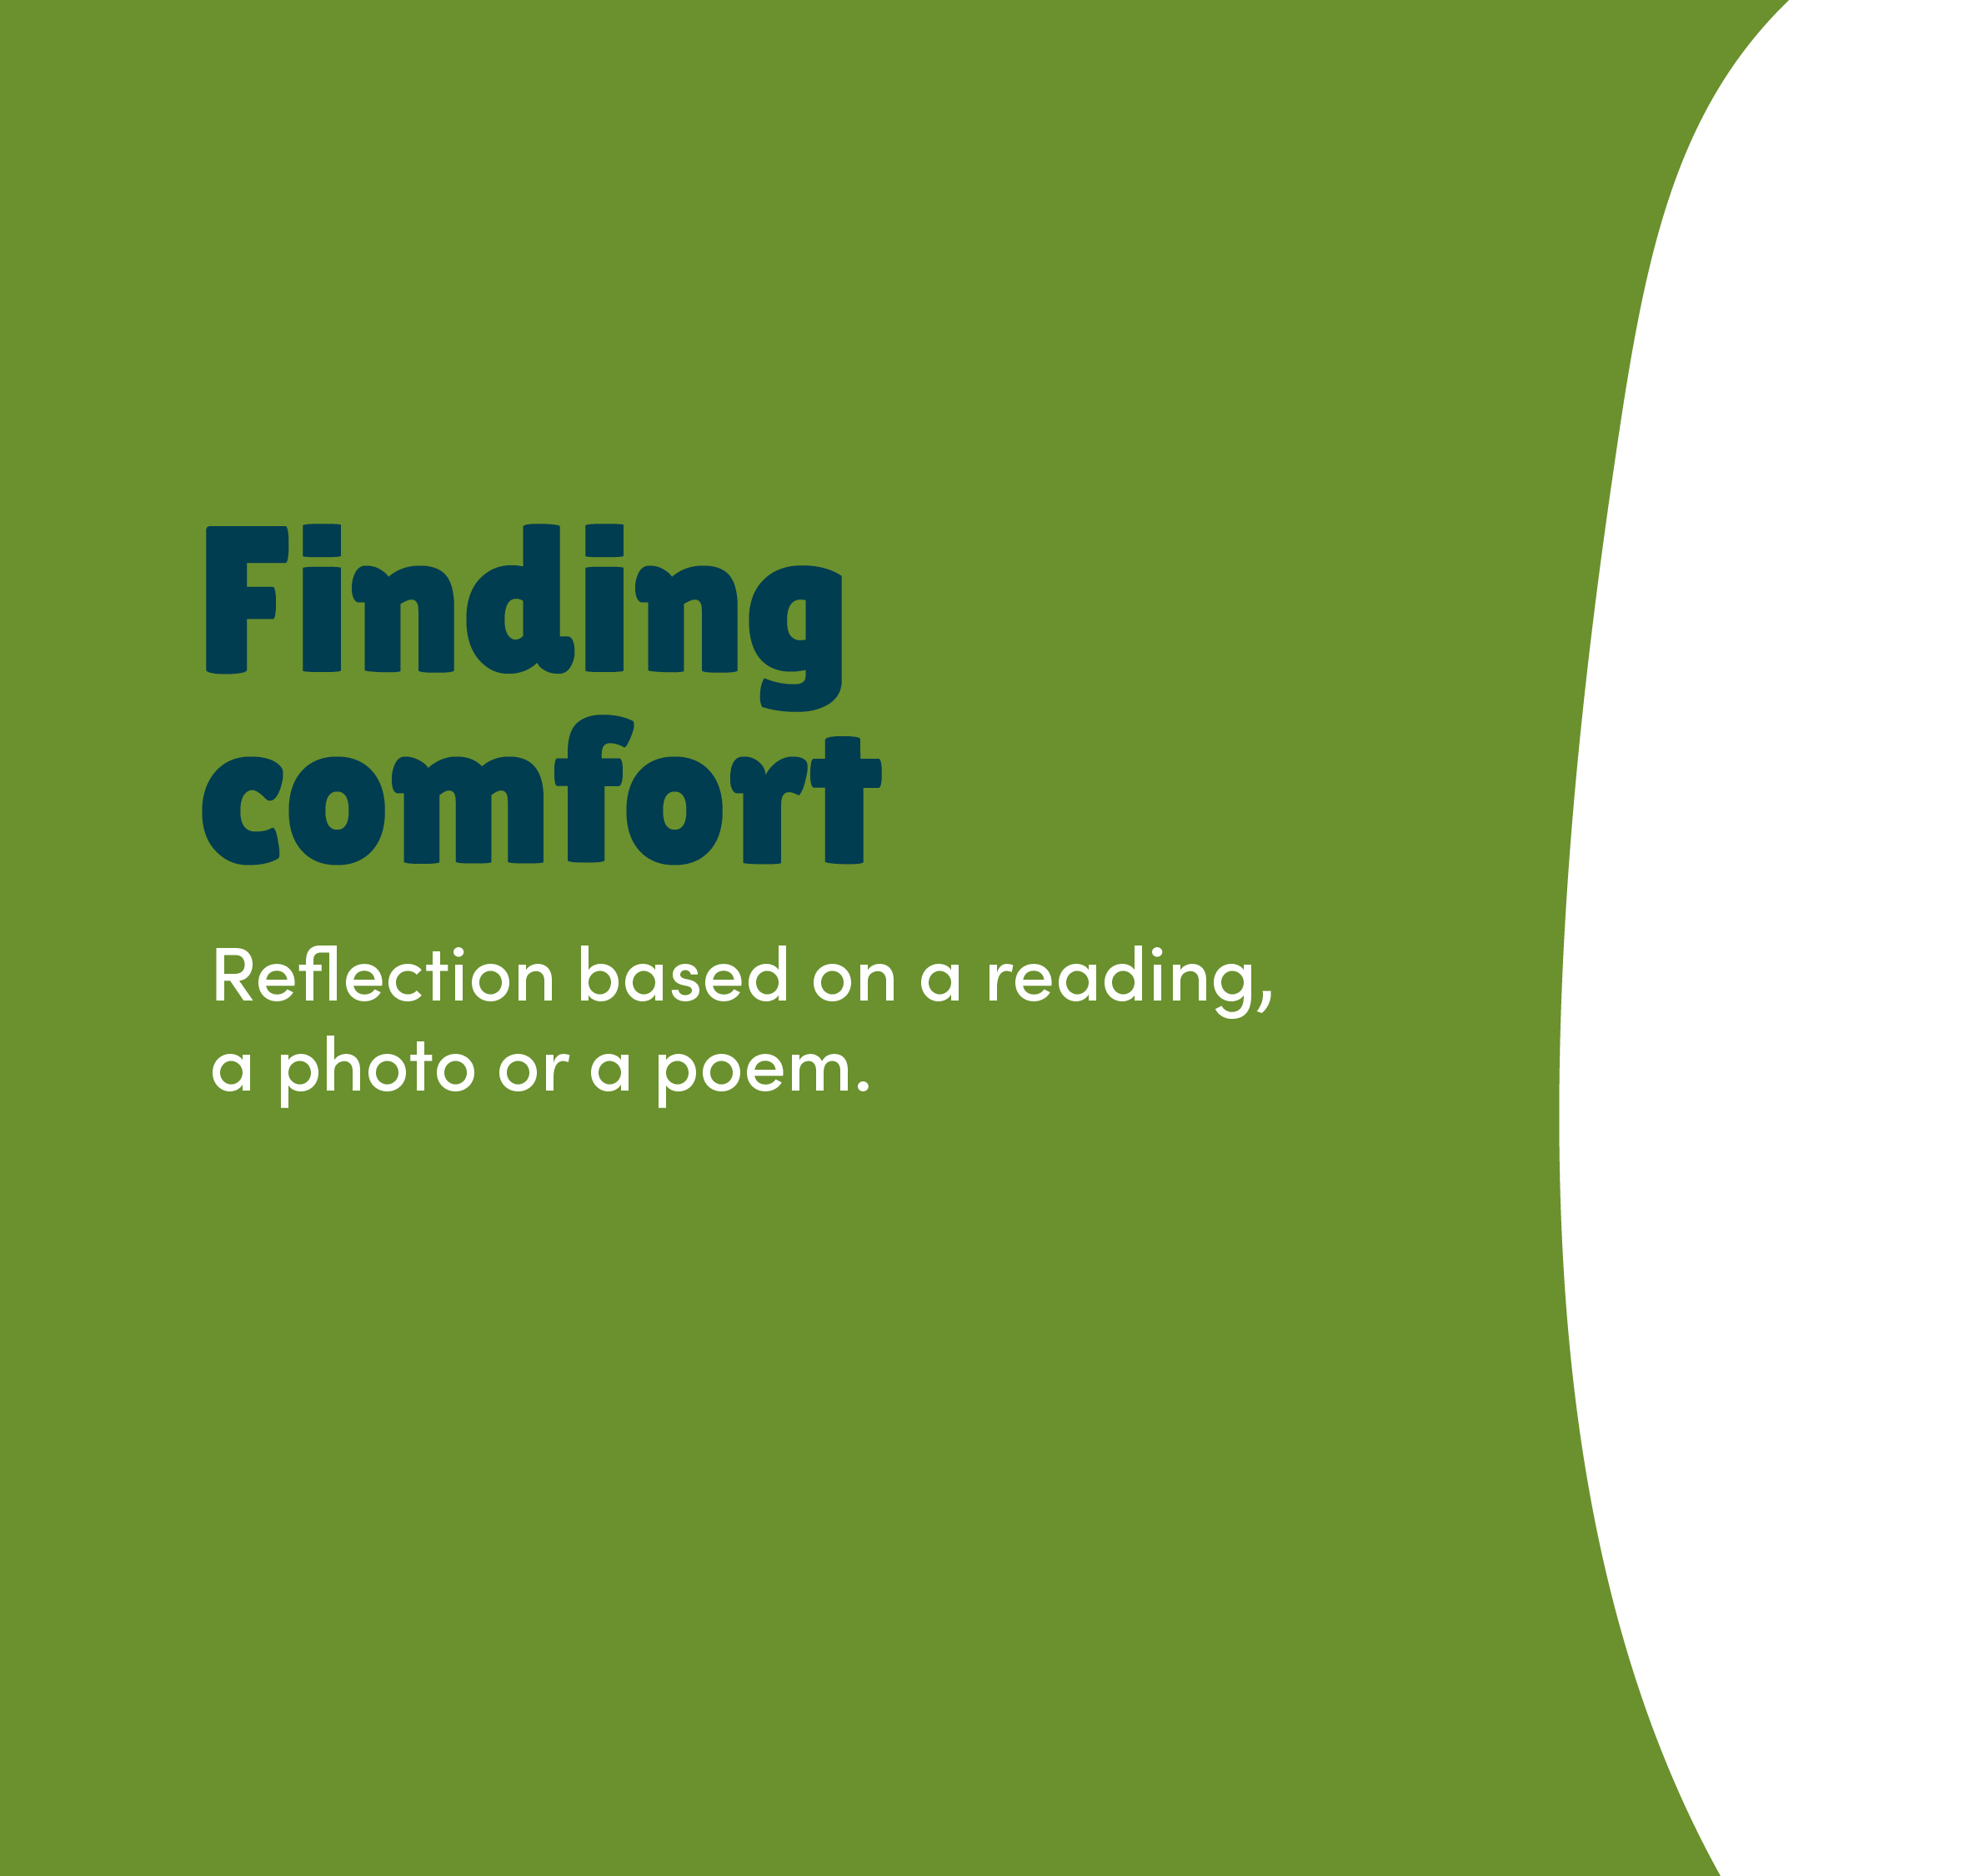 Finding
comfort
Reflection based on a reading,
a photo or a poem.